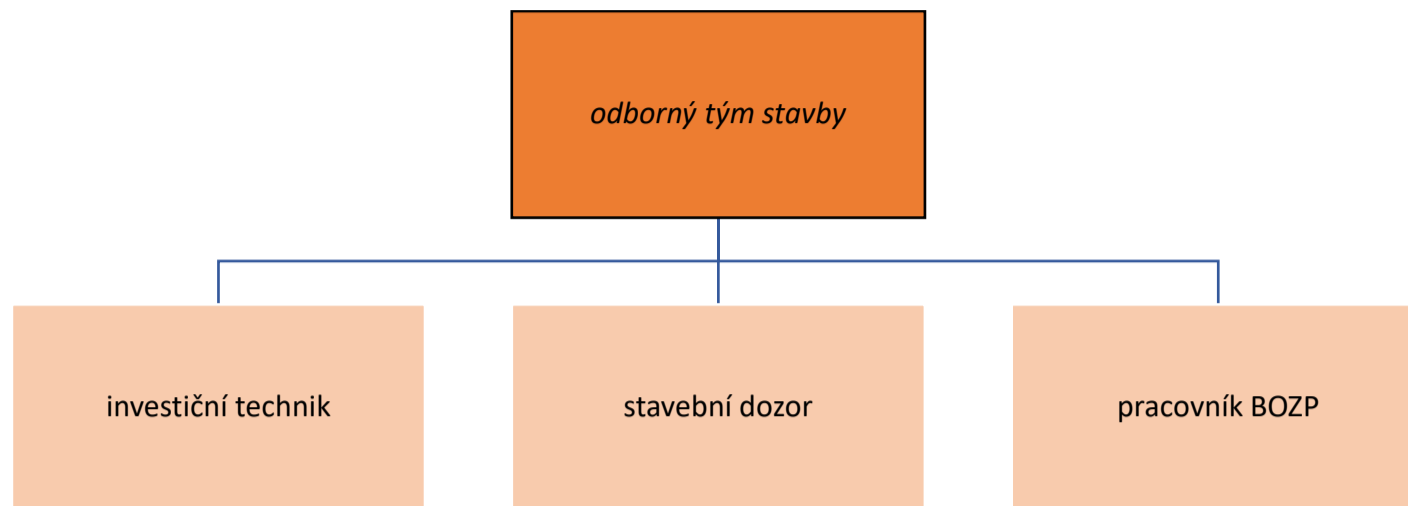 odborný tým stavby
investiční technik
stavební dozor
pracovník BOZP